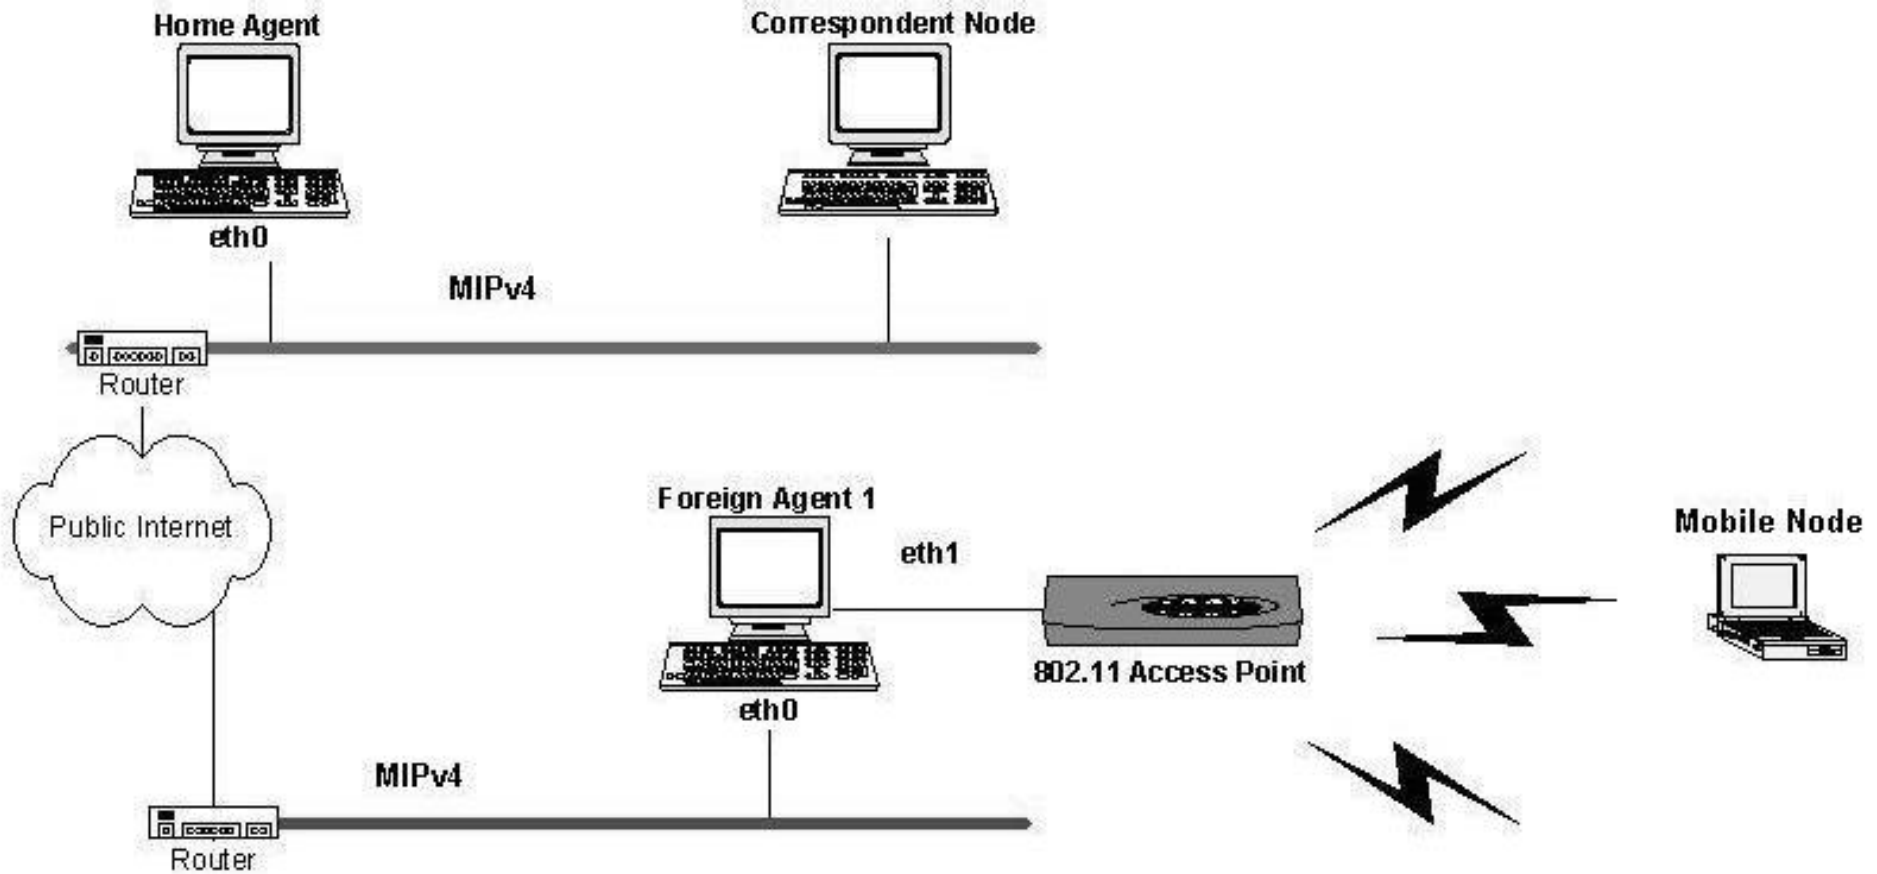 Home Agent
Correspondent Node
eth0
MIPv4
Router
Public Internet
Foreign Agent 1
eth1
Mobile Node
802.11 Access Point
eth0
MIPv4
Router